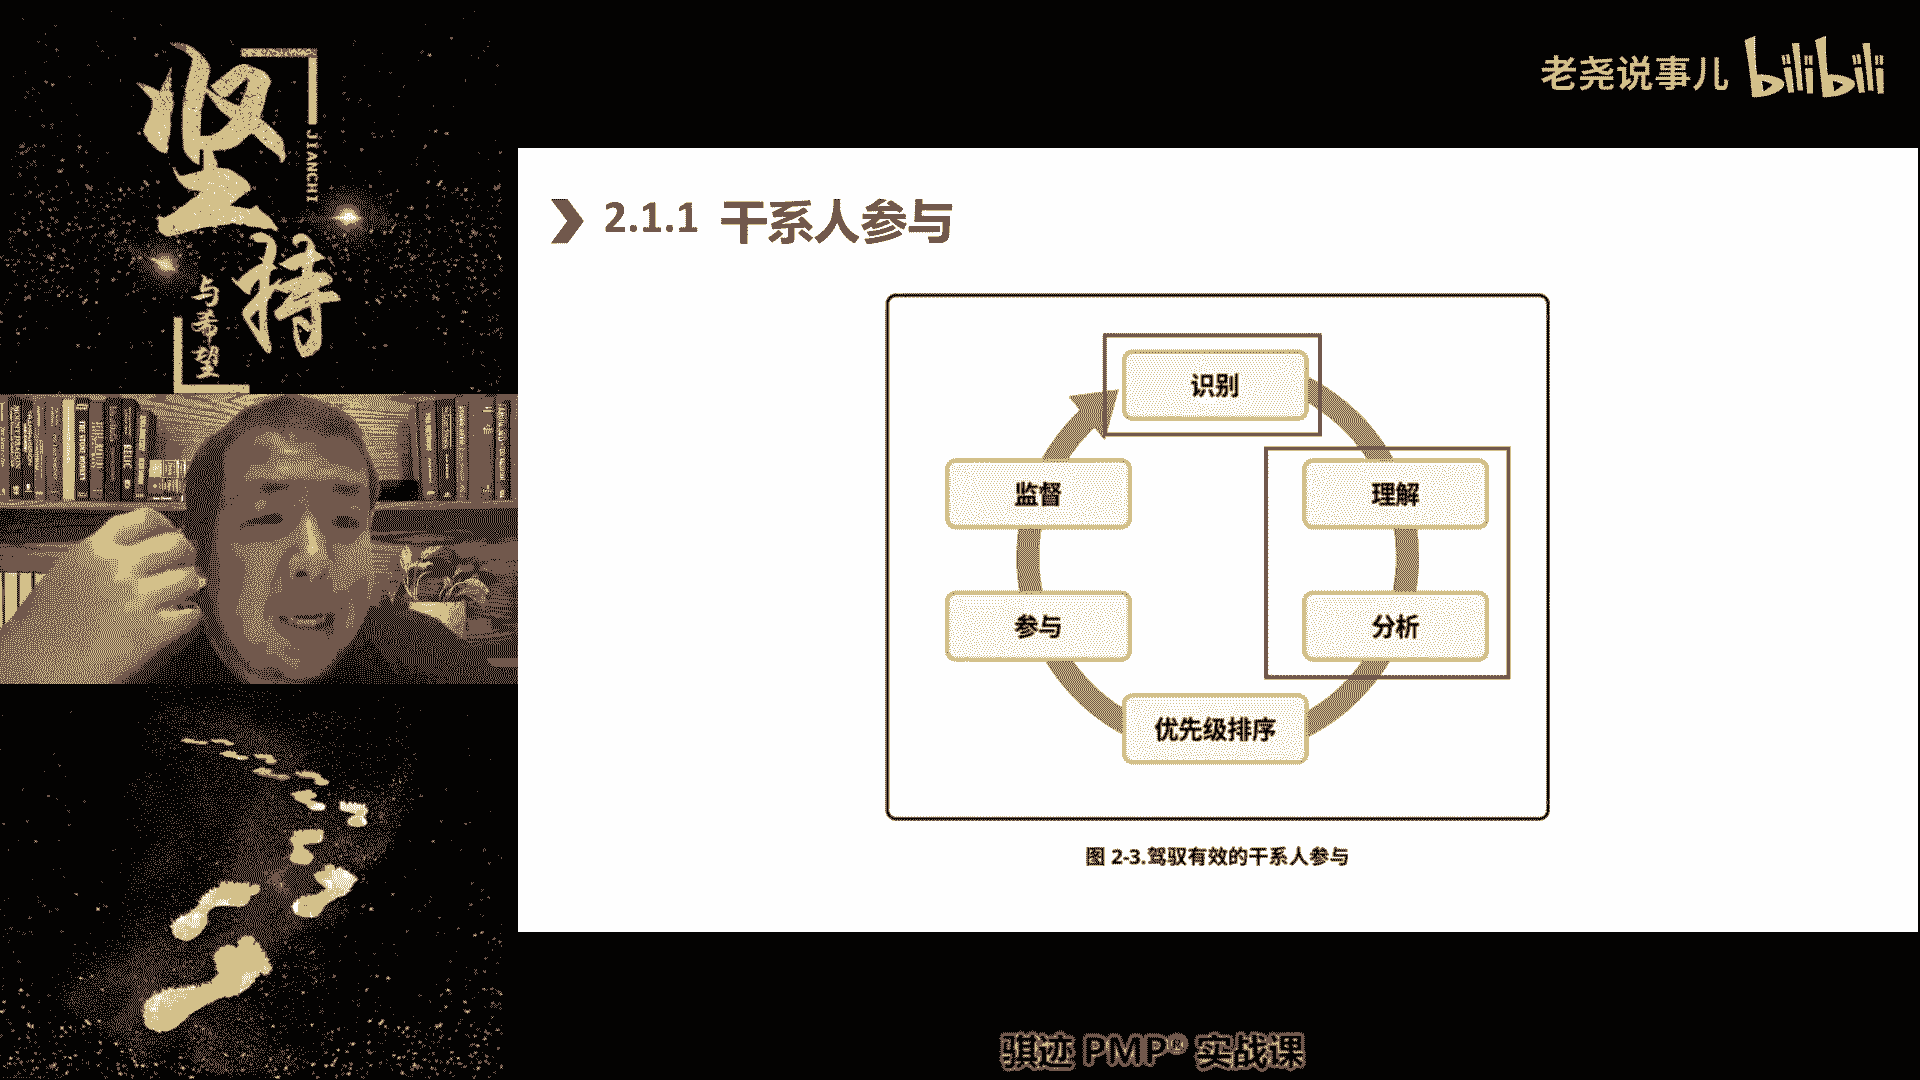 坚持
JIANCHI
与希望
老尧说事儿 bilibili
2.1.1 干系人参与
识别
理解
分析
优先级排序
参与
监督
图 2-3.驾驭有效的干系人参与
骐迹 PMP® 实战课